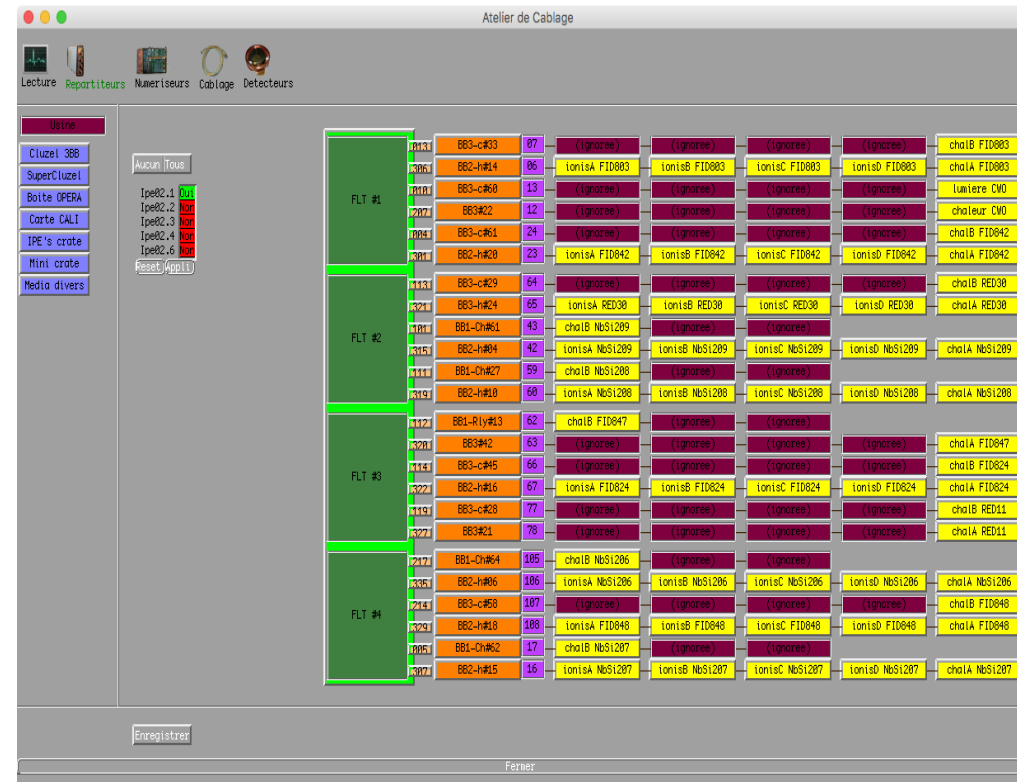 Atelier de Cablage
Lecture Repartiteurs Numeriseurs Cablage Detecteurs
Usine
Cluzel 3BB
SuperCluzel
Boite OPERA
Carte CALI
IPE's crate
Mini crate
Media divers
Aucun Tous
Ipe02.1 Oui
Ipe02.2 Non
Ipe02.3 Non
Ipe02.4 Non
Ipe02.6 Non
Reset Appli
FLT #1
013 BB3-c#33 07 (ignoree) (ignoree) (ignoree) (ignoree) chalB FID803
306 BB2-h#14 06 ionisA FID803 ionisB FID803 ionisC FID803 ionisD FID803 chalA FID803
010 BB3-c#60 13 (ignoree) (ignoree) (ignoree) (ignoree) lumiere CWO
207 BB3#22 12 (ignoree) (ignoree) (ignoree) (ignoree) chaleur CWO
004 BB3-c#61 24 (ignoree) (ignoree) (ignoree) (ignoree) chalB FID842
301 BB2-h#20 23 ionisA FID842 ionisB FID842 ionisC FID842 ionisD FID842 chalA FID842
FLT #2
113 BB3-c#29 64 (ignoree) (ignoree) (ignoree) (ignoree) chalB RED30
321 BB3-h#24 65 ionisA RED30 ionisB RED30 ionisC RED30 ionisD RED30 chalA RED30
101 BB1-Ch#61 43 chalB NbSi209 (ignoree) (ignoree)
315 BB2-h#04 42 ionisA NbSi209 ionisB NbSi209 ionisC NbSi209 ionisD NbSi209 chalA NbSi209
111 BB1-Ch#27 59 chalB NbSi208 (ignoree) (ignoree)
319 BB2-h#10 60 ionisA NbSi208 ionisB NbSi208 ionisC NbSi208 ionisD NbSi208 chalA NbSi208
FLT #3
112 BB1-Rly#13 62 chalB FID847 (ignoree) (ignoree)
320 BB3#42 63 (ignoree) (ignoree) (ignoree) (ignoree) chalA FID847
114 BB3-c#45 66 (ignoree) (ignoree) (ignoree) (ignoree) chalB FID824
322 BB2-h#16 67 ionisA FID824 ionisB FID824 ionisC FID824 ionisD FID824 chalA FID824
119 BB3-c#28 77 (ignoree) (ignoree) (ignoree) (ignoree) chalB RED11
327 BB3#21 78 (ignoree) (ignoree) (ignoree) (ignoree) chalA RED11
FLT #4
217 BB1-Ch#64 105 chalB NbSi206 (ignoree) (ignoree)
335 BB2-h#06 106 ionisA NbSi206 ionisB NbSi206 ionisC NbSi206 ionisD NbSi206 chalA NbSi206
214 BB3-c#58 107 (ignoree) (ignoree) (ignoree) (ignoree) chalB FID848
329 BB2-h#18 108 ionisA FID848 ionisB FID848 ionisC FID848 ionisD FID848 chalA FID848
005 BB1-Ch#62 17 chalB NbSi207 (ignoree) (ignoree)
307 BB2-h#15 16 ionisA NbSi207 ionisB NbSi207 ionisC NbSi207 ionisD NbSi207 chalA NbSi207
Enregistrer
Fermer